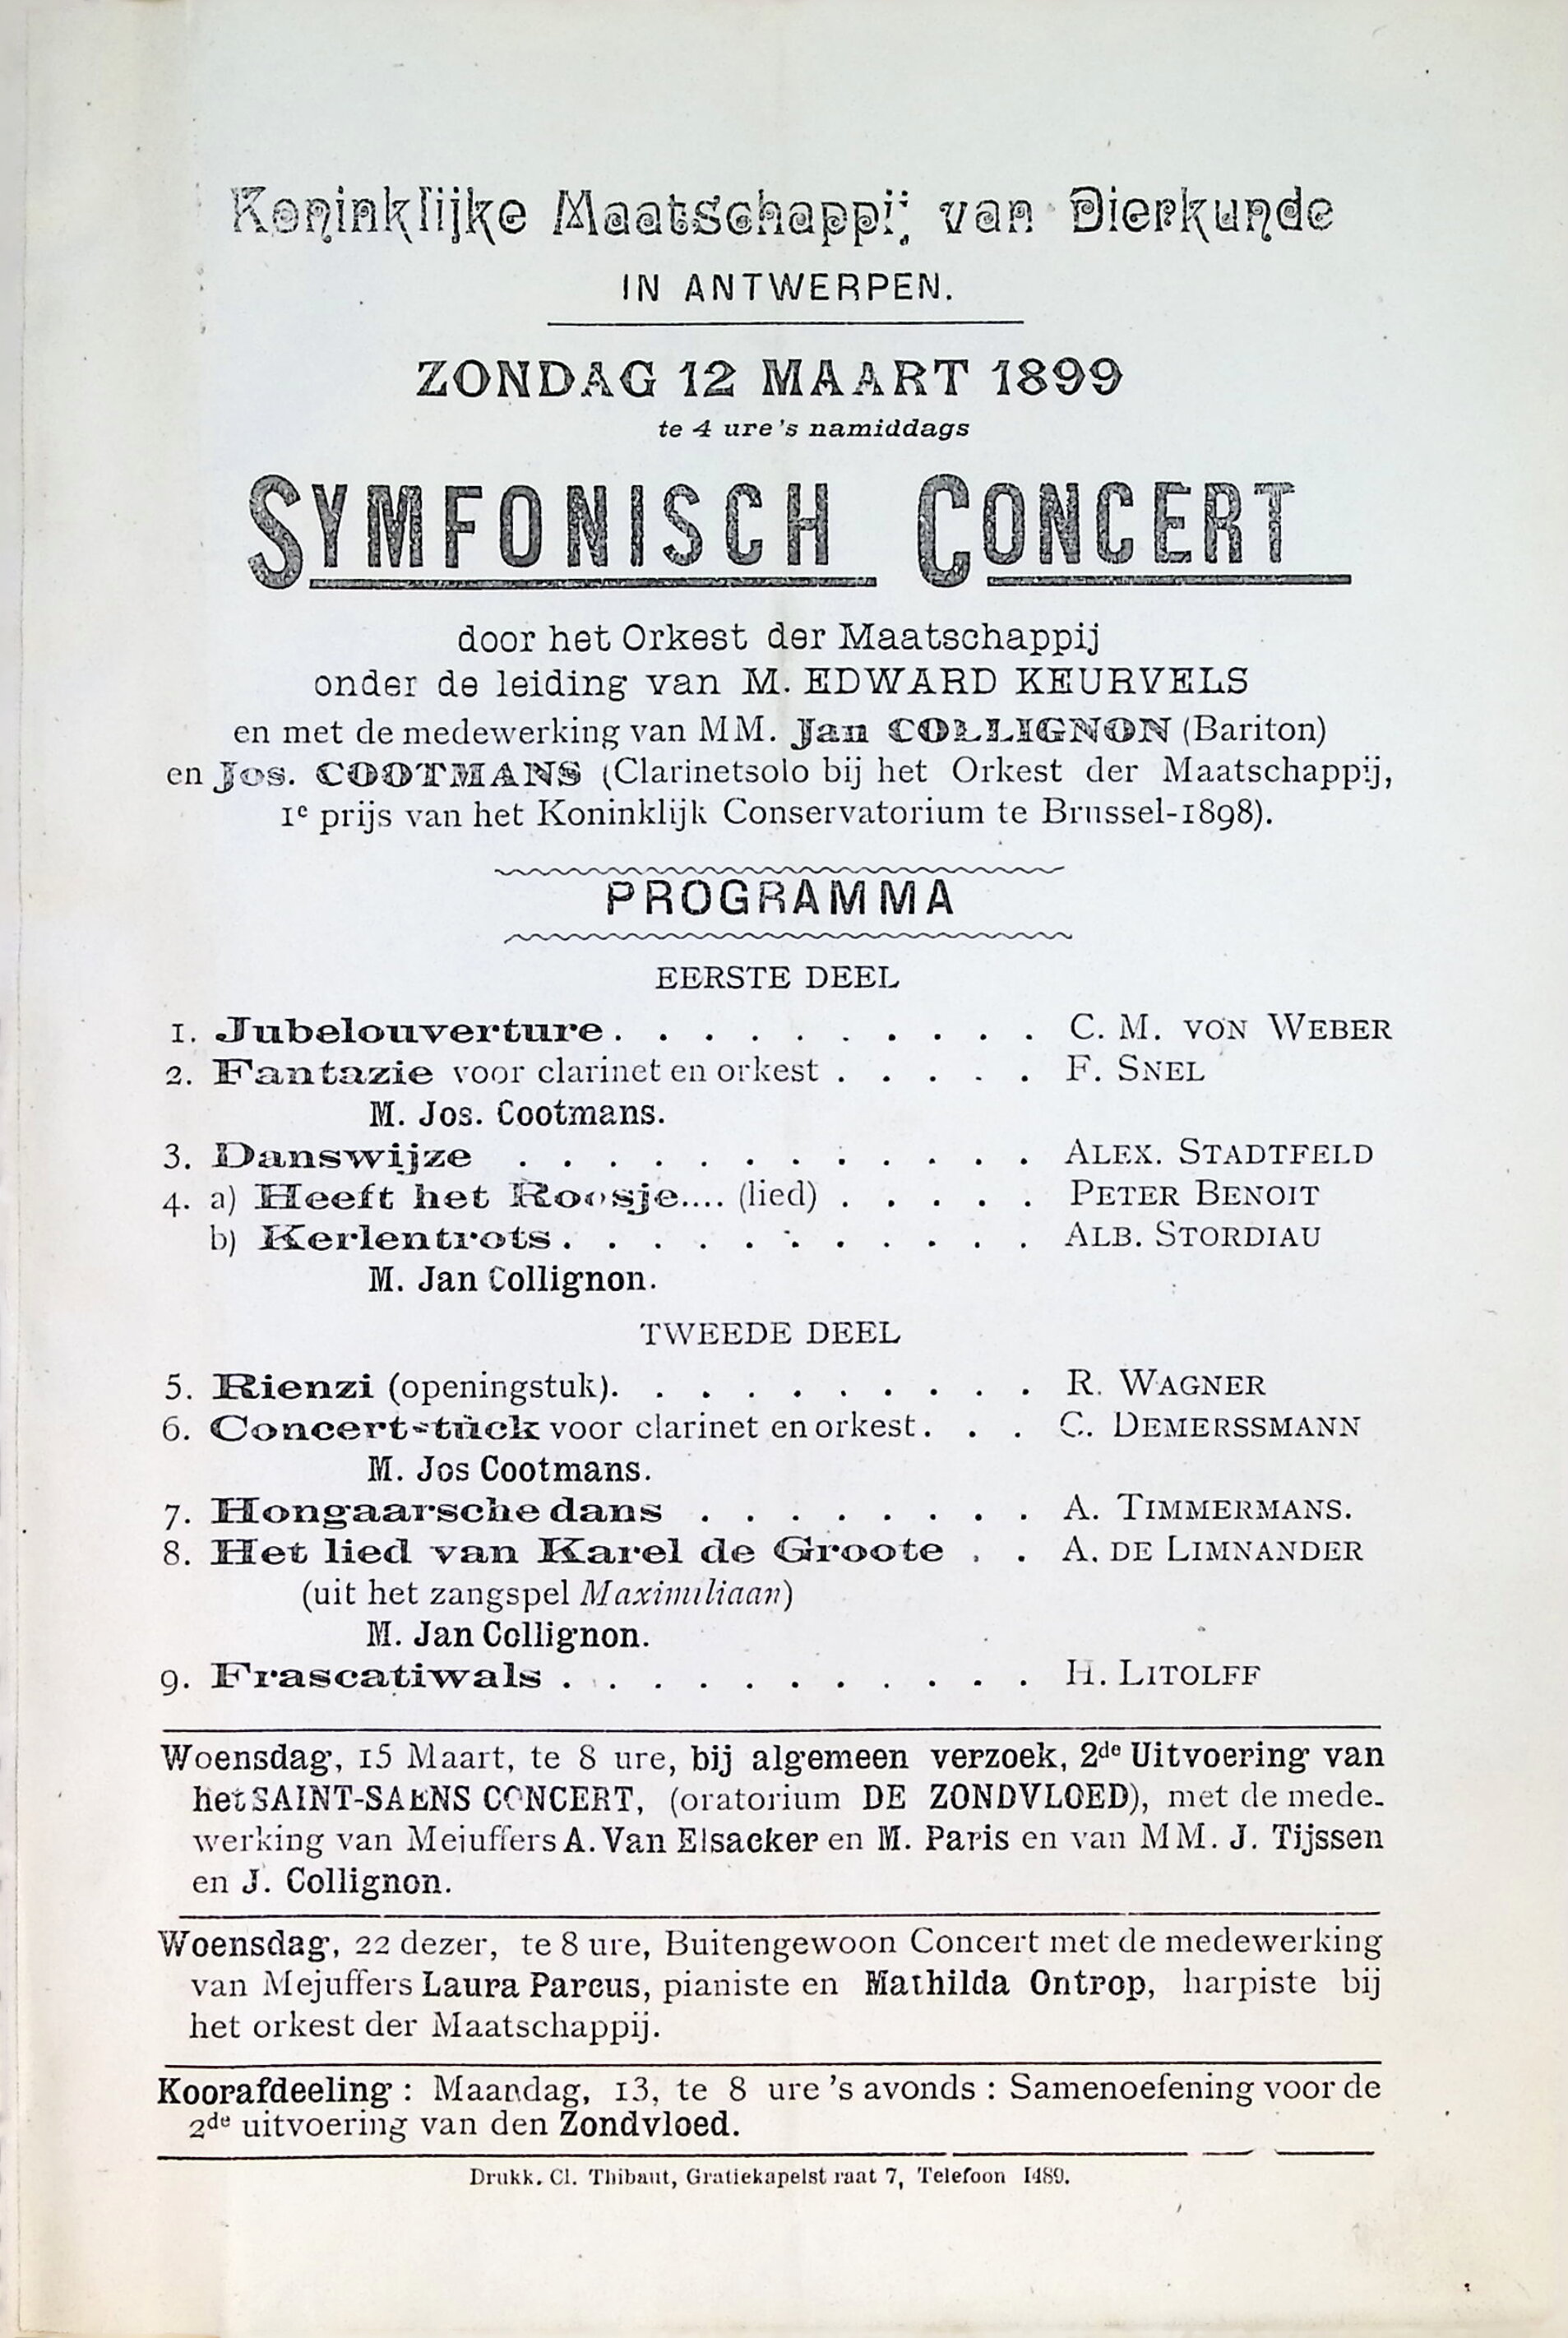 Koninklijke Maatschappij van Dierkunde
IN ANTWERPEN.
ZONDAG 12 MAART 1899
te 4 ure's namiddags
SYMFONISCH CONCERT
door het Orkest der Maatschappij
onder de leiding van M. EDWARD KEURVELS
en met de medewerking van MM. Jan COLLIGNON (Bariton)
en Jos. COOTMANS (Clarinetsolo bij het Orkest der Maatschappij,
1e prijs van het Koninklijk Conservatorium te Brussel-1898).
PROGRAMMA
EERSTE DEEL
1. Jubelouverture . . . . . . . . . . C. M. VON WEBER
2. Fantazie voor clarinet en orkest . . . . . F. SNEL
M. Jos. Cootmans.
3. Danswijze . . . . . . . . . . . . ALEX. STADTFELD
4. a) Heeft het Roosje.... (lied) . . . . . PETER BENOIT
b) Kerlentrots . . . . . . . . . . . ALB. STORDIAU
M. Jan Collignon.
TWEEDE DEEL
5. Rienzi (openingstuk). . . . . . . . . . R. WAGNER
6. Concert-tück voor clarinet en orkest . . . C. DEMERSSMANN
M. Jos Cootmans.
7. Hongaarsche dans . . . . . . . . A. TIMMERMANS.
8. Het lied van Karel de Groote . . A. DE LIMNANDER
(uit het zangspel Maximiliaan)
M. Jan Collignon.
9. Frascatiwals . . . . . . . . . . . H. LITOLFF
Woensdag, 15 Maart, te 8 ure, bij algemeen verzoek, 2de Uitvoering van
het SAINT-SAENS CONCERT, (oratorium DE ZONDVLOED), met de mede-
werking van Mejuffers A. Van Elsacker en M. Paris en van MM. J. Tijssen
en J. Collignon.
Woensdag, 22 dezer, te 8 ure, Buitengewoon Concert met de medewerking
van Mejuffers Laura Parcus, pianiste en Mathilda Ontrop, harpiste bij
het orkest der Maatschappij.
Koorafdeeling : Maandag, 13, te 8 ure 's avonds : Samenoefening voor de
2de uitvoering van den Zondvloed.
Drukk. Cl. Thibaut, Gratiekapelstraat 7, Telefoon 1489.